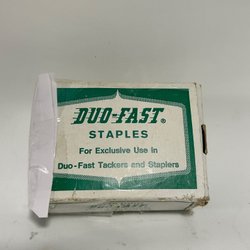 DUO-FAST®
STAPLES
For Exclusive Use in
Duo-Fast Tackers and Staplers